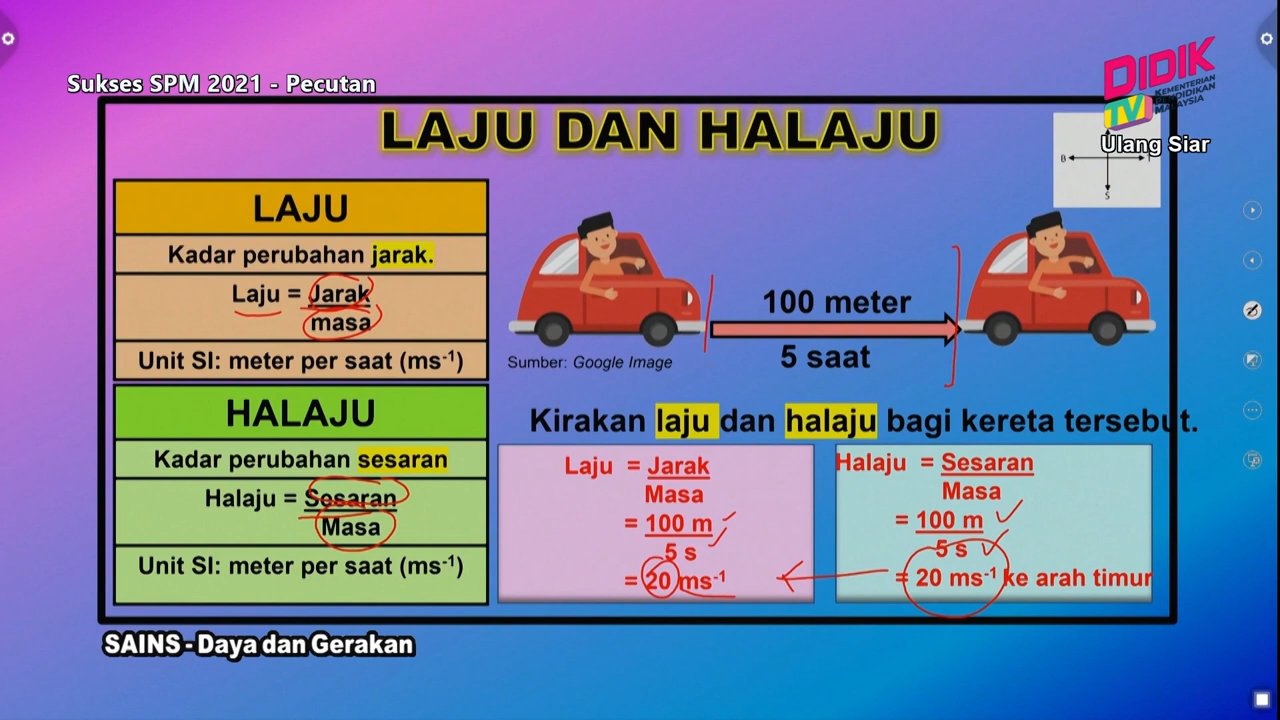 Sukses SPM 2021 - Pecutan
DIDIK
TV
KEMENTERIAN
PENDIDIKAN
MALAYSIA
Ulang Siar
LAJU DAN HALAJU
B
S
LAJU
Kadar perubahan jarak.
Laju = Jarak
masa
Unit SI: meter per saat (ms⁻¹)
HALAJU
Kadar perubahan sesaran
Halaju = Sesaran
Masa
Unit SI: meter per saat (ms⁻¹)
100 meter
5 saat
Sumber: Google Image
Kirakan laju dan halaju bagi kereta tersebut.
Laju = Jarak
Masa
= 100 m
5 s
= 20 ms⁻¹
Halaju = Sesaran
Masa
= 100 m
5 s
= 20 ms⁻¹ ke arah timur
SAINS - Daya dan Gerakan